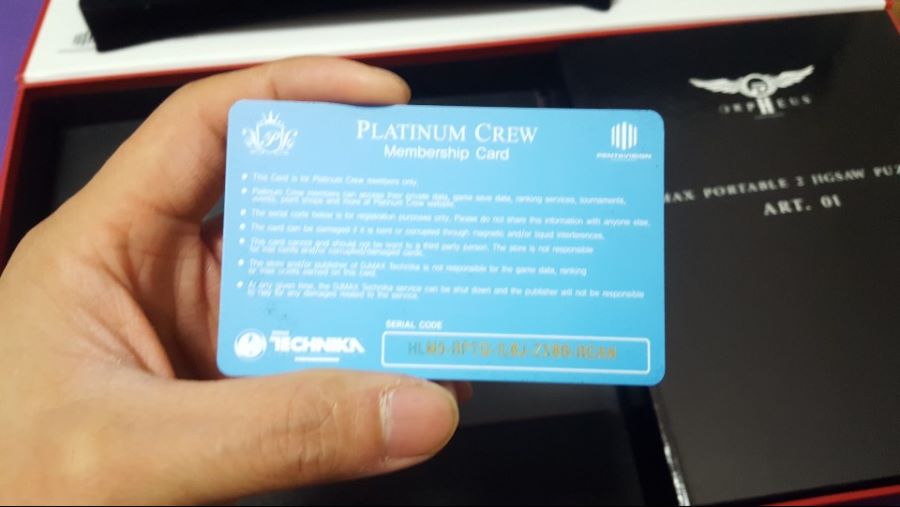 PLATINUM CREW
Membership Card
PENTAVISION
This Card is for Platinum Crew members only.
Platinum Crew members can access their private data, game save data, ranking services, tournaments,
events, point shops and more at Platinum Crew website.
The serial code below is for registration purposes only. Please do not share this information with anyone else.
The card can be damaged if it is bent or corrupted through magnetic and/or liquid interferences.
This card cannot and should not be lent to a third party person. The store is not responsible
for lost cards and/or corrupted/damaged cards.
The store and/or publisher of DJMAX Technika is not responsible for the game data, ranking
or max points earned on this card.
At any given time, the DJMAX Technika service can be shut down and the publisher will not be responsible
to pay for any damages related to the service.
TECHNIKA
SERIAL CODE
ORPHEUS
MAX PORTABLE 2 JIGSAW PUZ
ART. 01